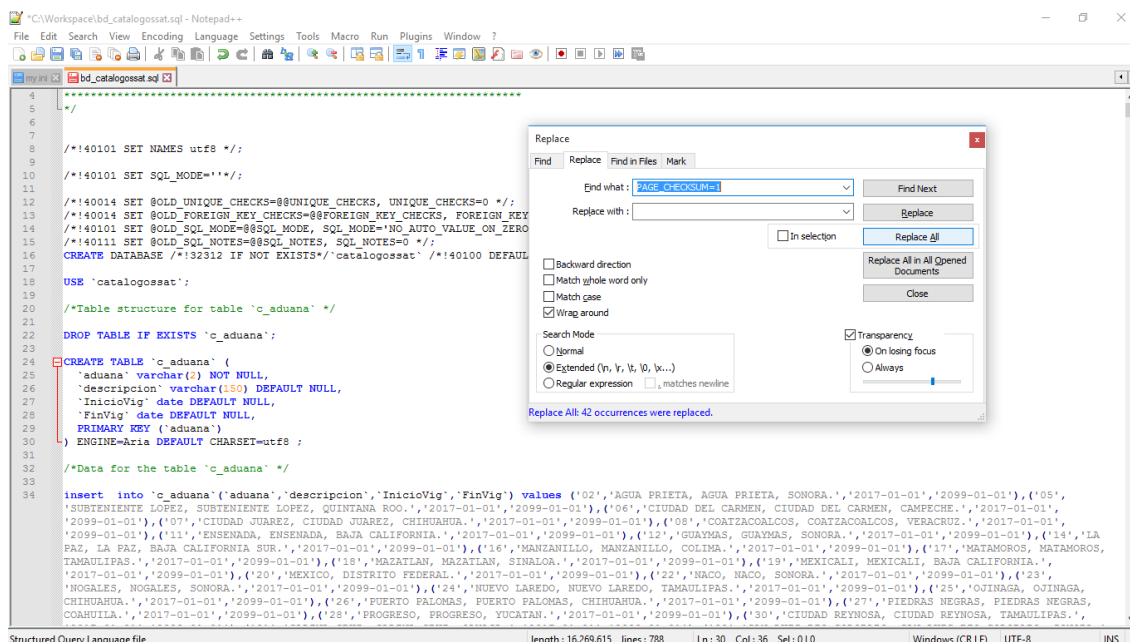 *C:\Workspace\bd_catalogossat.sql - Notepad++
File Edit Search View Encoding Language Settings Tools Macro Run Plugins Window ?
my.ini bd_catalogossat.sql
4 *********************************************************************
5 */
6
7
8 /*!40101 SET NAMES utf8 */;
9
10 /*!40101 SET SQL_MODE=''*/;
11
12 /*!40014 SET @OLD_UNIQUE_CHECKS=@@UNIQUE_CHECKS, UNIQUE_CHECKS=0 */;
13 /*!40014 SET @OLD_FOREIGN_KEY_CHECKS=@@FOREIGN_KEY_CHECKS, FOREIGN_KEY
14 /*!40101 SET @OLD_SQL_MODE=@@SQL_MODE, SQL_MODE='NO_AUTO_VALUE_ON_ZERO
15 /*!40111 SET @OLD_SQL_NOTES=@@SQL_NOTES, SQL_NOTES=0 */;
16 CREATE DATABASE /*!32312 IF NOT EXISTS*/`catalogossat` /*!40100 DEFAUL
17
18 USE `catalogossat`;
19
20 /*Table structure for table `c_aduana` */
21
22 DROP TABLE IF EXISTS `c_aduana`;
23
24 CREATE TABLE `c_aduana` (
25 `aduana` varchar(2) NOT NULL,
26 `descripcion` varchar(150) DEFAULT NULL,
27 `InicioVig` date DEFAULT NULL,
28 `FinVig` date DEFAULT NULL,
29 PRIMARY KEY (`aduana`)
30 ) ENGINE=Aria DEFAULT CHARSET=utf8 ;
31
32 /*Data for the table `c_aduana` */
33
34 insert into `c_aduana`(`aduana`,`descripcion`,`InicioVig`,`FinVig`) values ('02','AGUA PRIETA, AGUA PRIETA, SONORA.','2017-01-01','2099-01-01'),('05',
'SUBTENIENTE LOPEZ, SUBTENIENTE LOPEZ, QUINTANA ROO.','2017-01-01','2099-01-01'),('06','CIUDAD DEL CARMEN, CIUDAD DEL CARMEN, CAMPECHE.','2017-01-01',
'2099-01-01'),('07','CIUDAD JUAREZ, CIUDAD JUAREZ, CHIHUAHUA.','2017-01-01','2099-01-01'),('08','COATZACOALCOS, COATZACOALCOS, VERACRUZ.','2017-01-01',
'2099-01-01'),('11','ENSENADA, ENSENADA, BAJA CALIFORNIA.','2017-01-01','2099-01-01'),('12','GUAYMAS, GUAYMAS, SONORA.','2017-01-01','2099-01-01'),('14','LA
PAZ, LA PAZ, BAJA CALIFORNIA SUR.','2017-01-01','2099-01-01'),('16','MANZANILLO, MANZANILLO, COLIMA.','2017-01-01','2099-01-01'),('17','MATAMOROS, MATAMOROS,
TAMAULIPAS.','2017-01-01','2099-01-01'),('18','MAZATLAN, MAZATLAN, SINALOA.','2017-01-01','2099-01-01'),('19','MEXICALI, MEXICALI, BAJA CALIFORNIA.',
'2017-01-01','2099-01-01'),('20','MEXICO, DISTRITO FEDERAL.','2017-01-01','2099-01-01'),('22','NACO, NACO, SONORA.','2017-01-01','2099-01-01'),('23',
'NOGALES, NOGALES, SONORA.','2017-01-01','2099-01-01'),('24','NUEVO LAREDO, NUEVO LAREDO, TAMAULIPAS.','2017-01-01','2099-01-01'),('25','OJINAGA, OJINAGA,
CHIHUAHUA.','2017-01-01','2099-01-01'),('26','PUERTO PALOMAS, PUERTO PALOMAS, CHIHUAHUA.','2017-01-01','2099-01-01'),('27','PIEDRAS NEGRAS, PIEDRAS NEGRAS,
COAHUILA.','2017-01-01','2099-01-01'),('28','PROGRESO, PROGRESO, YUCATAN.','2017-01-01','2099-01-01'),('30','CIUDAD REYNOSA, CIUDAD REYNOSA, TAMAULIPAS.',
Replace
Find Replace Find in Files Mark
Find what : PAGE_CHECKSUM=1 Find Next
Replace with : Replace
In selection Replace All
Replace All in All Opened Documents
Close
Backward direction
Match whole word only
Match case
Wrap around
Search Mode
Normal
Extended (\n, \r, \t, \0, \x...)
Regular expression . matches newline
Transparency
On losing focus
Always
Replace All: 42 occurrences were replaced.
Structured Query Language file length : 16,269,615 lines : 788 Ln : 30 Col : 36 Sel : 0 | 0 Windows (CR LF) UTF-8 INS